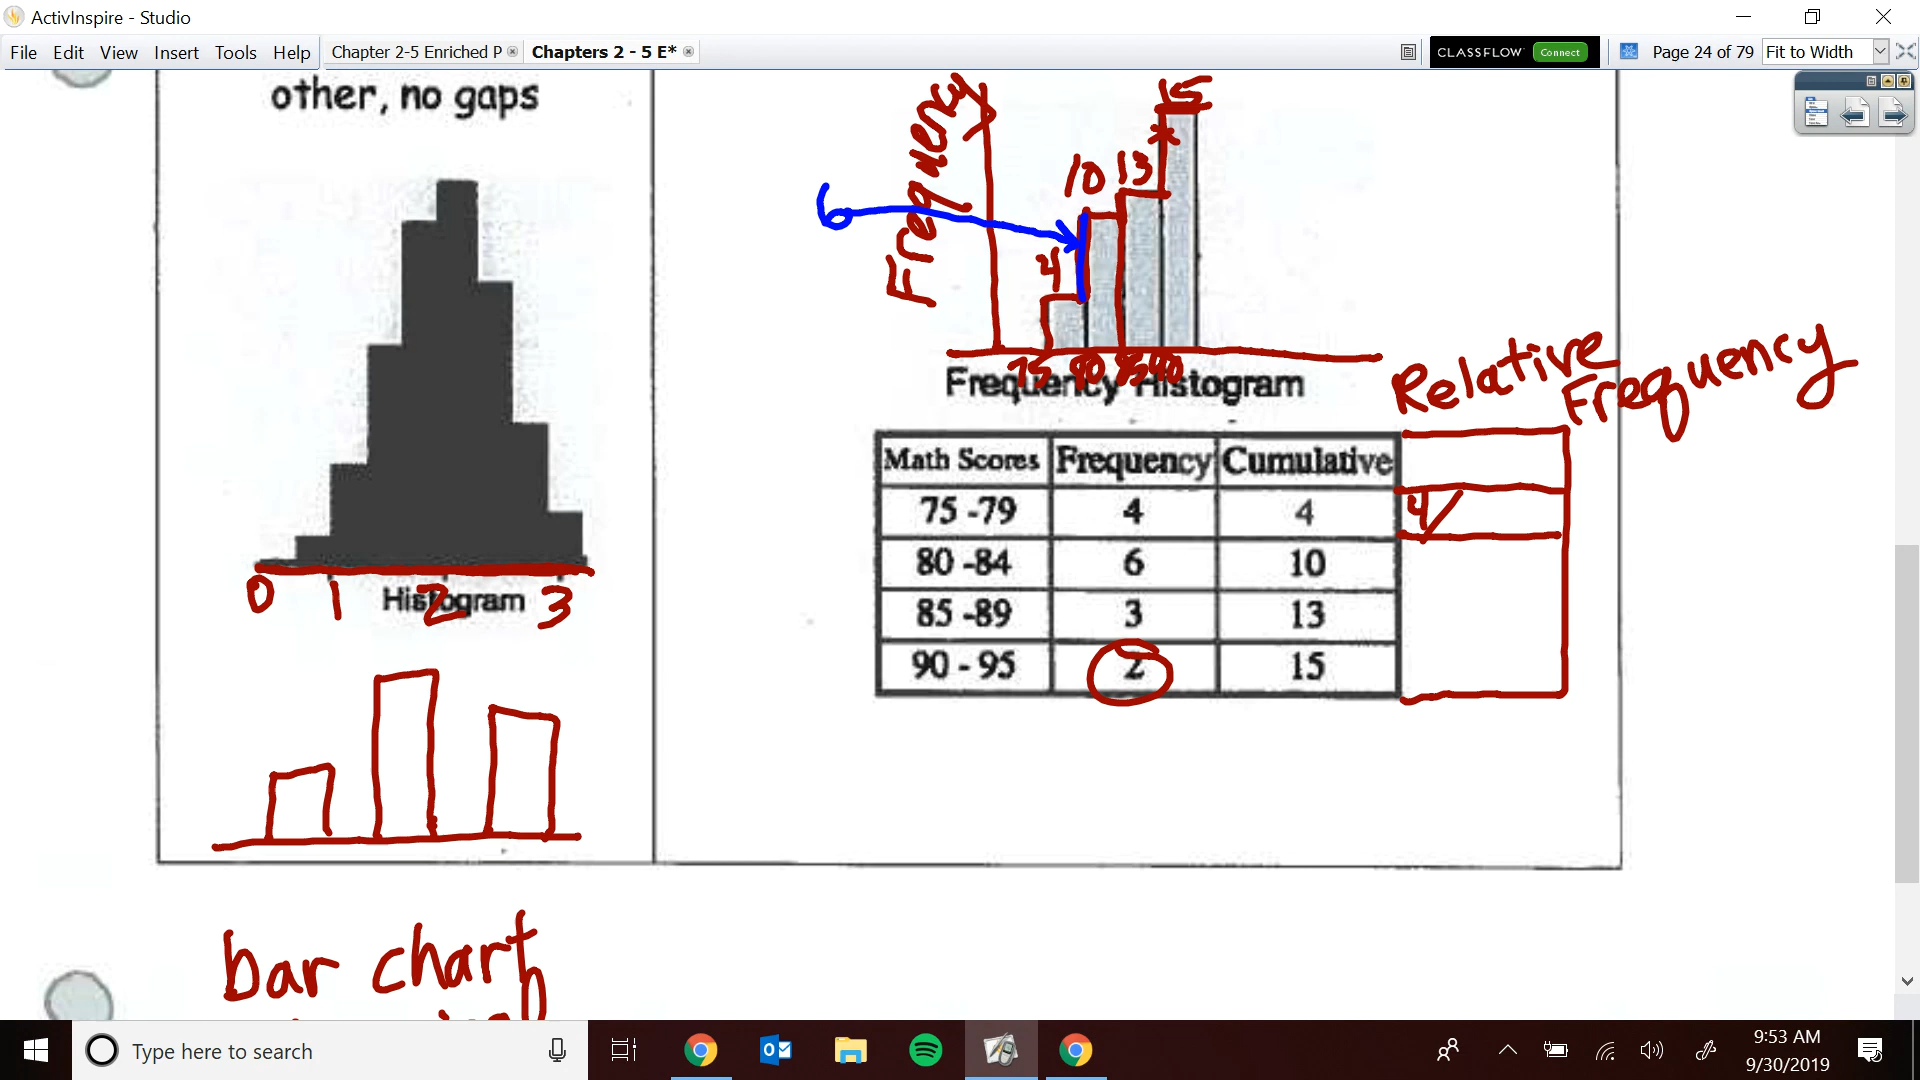 ActivInspire - Studio
File Edit View Insert Tools Help
Chapter 2-5 Enriched P
Chapters 2 - 5 E*
CLASSFLOW Connect
Page 24 of 79
Fit to Width
other, no gaps
0 1 2 3
Histogram
bar chart
Frequency
15
10 13
6
4
75 80 85 90
Frequency Histogram
Relative
Frequency
Math Scores Frequency Cumulative
75 -79 4 4 4/
80 -84 6 10
85 -89 3 13
90 - 95 2 15
Type here to search
9:53 AM
9/30/2019